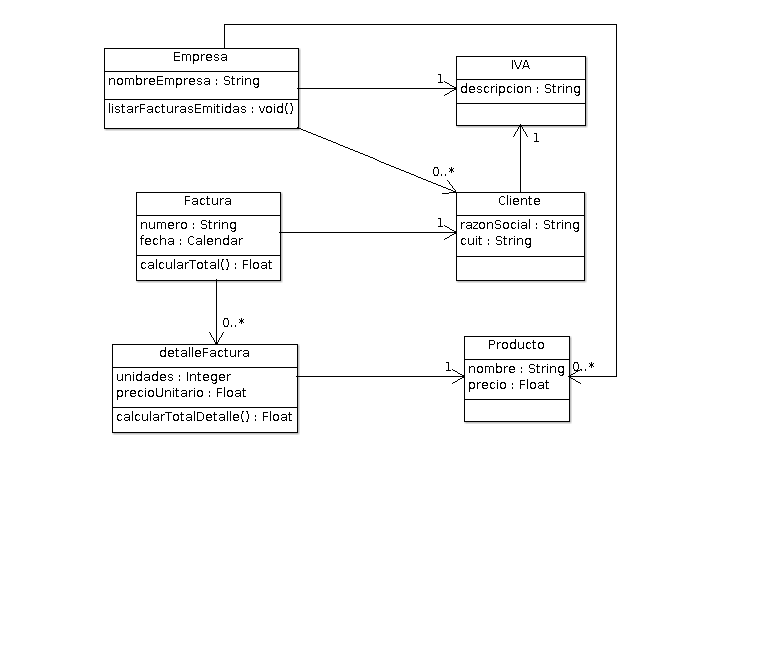 Empresa
nombreEmpresa : String
listarFacturasEmitidas : void()
IVA
descripcion : String
1
0..*
1
Factura
numero : String
fecha : Calendar
calcularTotal() : Float
1
Cliente
razonSocial : String
cuit : String
0..*
detalleFactura
unidades : Integer
precioUnitario : Float
calcularTotalDetalle() : Float
1
Producto
nombre : String
precio : Float
0..*